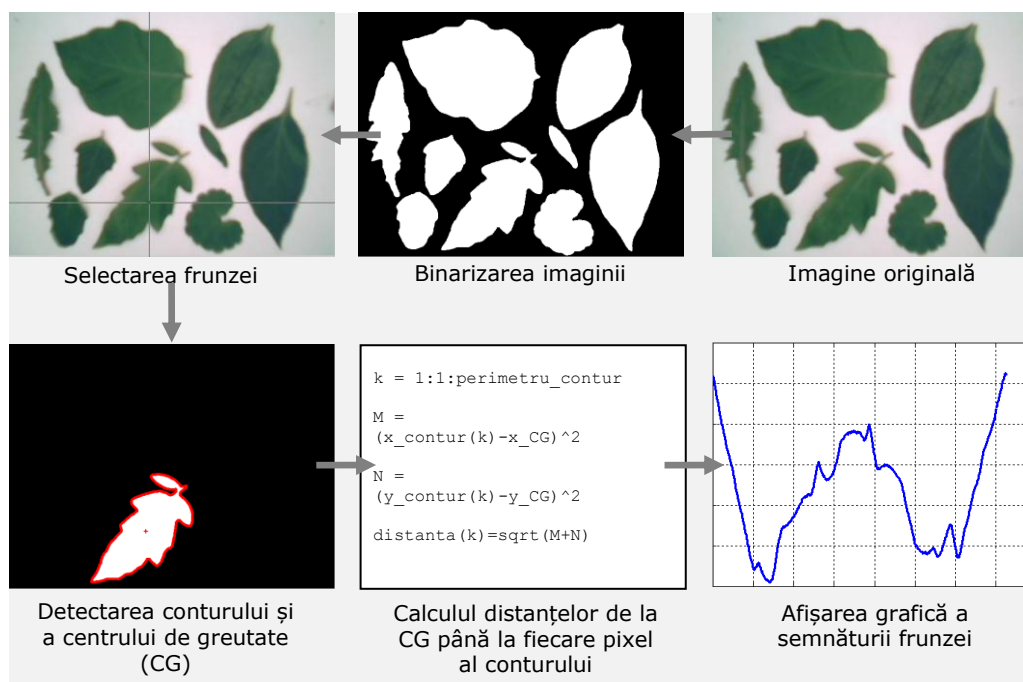 Selectarea frunzei
Binarizarea imaginii
Imagine originală
k = 1:1:perimetru_contur
M =
(x_contur(k)-x_CG)^2
N =
(y_contur(k)-y_CG)^2
distanta(k)=sqrt(M+N)
Detectarea conturului și
a centrului de greutate
(CG)
Calculul distanțelor de la
CG până la fiecare pixel
al conturului
Afișarea grafică a
semnăturii frunzei